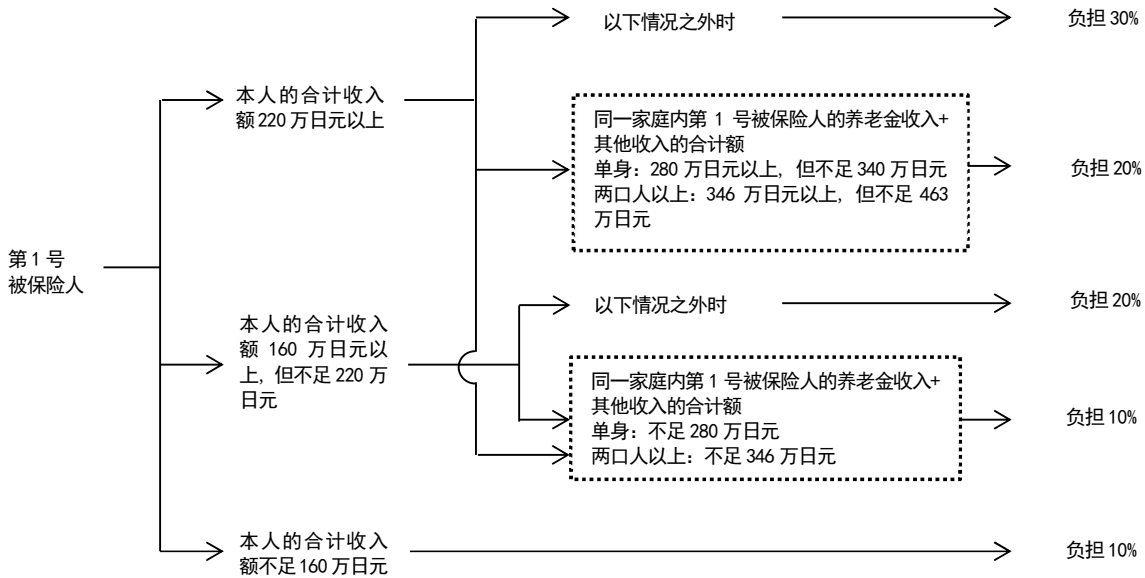 以下情况之外时
负担 30%
本人的合计收入
额 220 万日元以上
同一家庭内第 1 号被保险人的养老金收入+
其他收入的合计额
单身：280 万日元以上，但不足 340 万日元
两口人以上：346 万日元以上，但不足 463
万日元
负担 20%
第 1 号
被保险人
以下情况之外时
负担 20%
本人的合计收入
额 160 万日元以
上，但不足 220 万
日元
同一家庭内第 1 号被保险人的养老金收入+
其他收入的合计额
单身：不足 280 万日元
两口人以上：不足 346 万日元
负担 10%
本人的合计收入
额不足 160 万日元
负担 10%